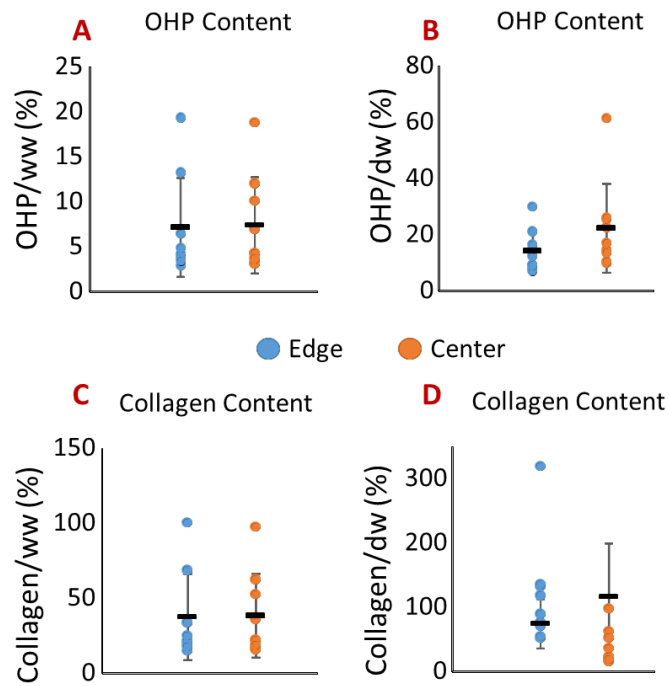 A
OHP Content
OHP/ww (%)
25
20
15
10
5
0
B
OHP Content
OHP/dw (%)
80
60
40
20
0
Edge
Center
C
Collagen Content
Collagen/ww (%)
150
100
50
0
D
Collagen Content
Collagen/dw (%)
300
200
100
0